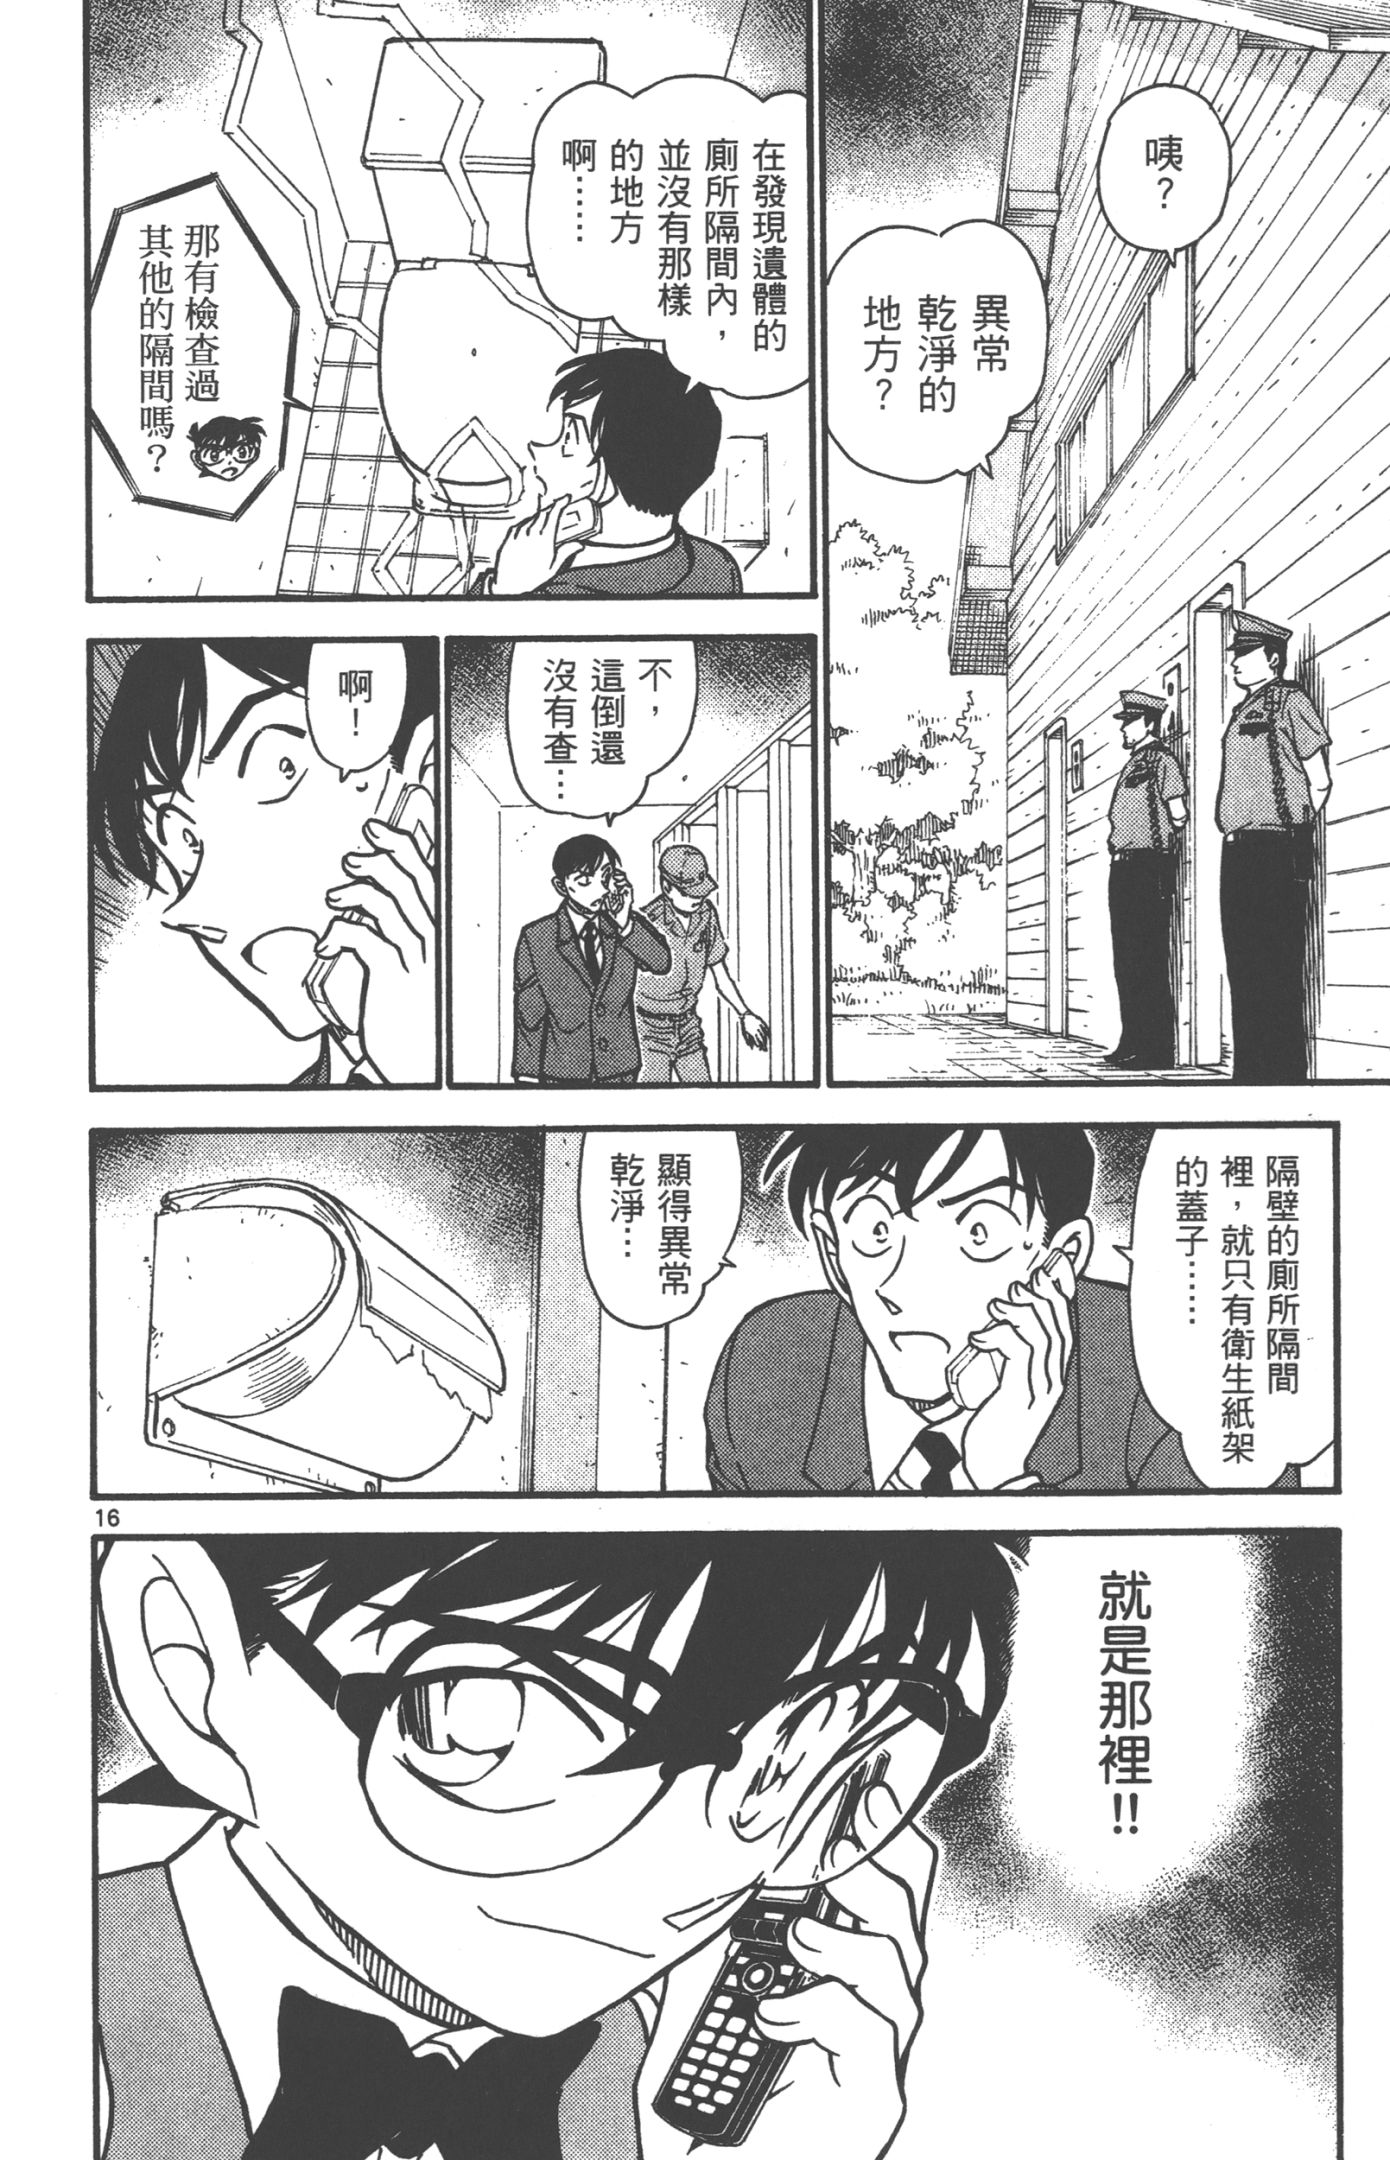 咦？
異常
乾淨的
地方？
在發現遺體的
廁所隔間內，
並沒有那樣
的地方
啊……
那有檢查過
其他的隔間嗎？
不，
這倒還
沒有查…
啊！
隔壁的廁所隔間
裡，就只有衛生紙架
的蓋子……
顯得異常
乾淨…
16
就是那裡!!